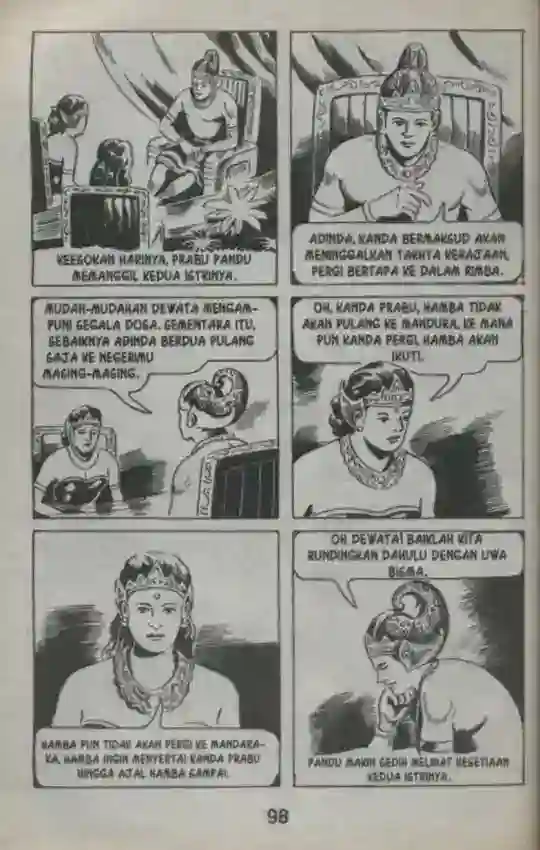 KEESOKAN HARINYA, PRABU PANDU
MEMANGGIL KEDUA ISTRINYA.
ADINDA, KANDA BERMAKSUD AKAN
MENINGGALKAN TAKHTA KERAJAAN,
PERGI BERTAPA KE DALAM RIMBA.
MUDAH-MUDAHAN DEWATA MENGAM-
PUNI SEGALA DOSA. SEMENTARA ITU,
SEBAIKNYA ADINDA BERDUA PULANG
SAJA KE NEGERIMU
MASING-MASING.
OH, KANDA PRABU, HAMBA TIDAK
AKAN PULANG KE MANDURA, KE MANA
PUN KANDA PERGI, HAMBA AKAN
IKUT!
HAMBA PUN TIDAK AKAN PERGI KE MANDARA-
KA. HAMBA INGIN MENYERTAI KANDA PRABU
HINGGA AJAL HAMBA SAMPAI.
OH DEWATA! BAIKLAH KITA
RUNDINGKAN DAHULU DENGAN UWA
BISMA.
PANDU MAKIN SEDIH MELIHAT KESETIAAN
KEDUA ISTRINYA.
98